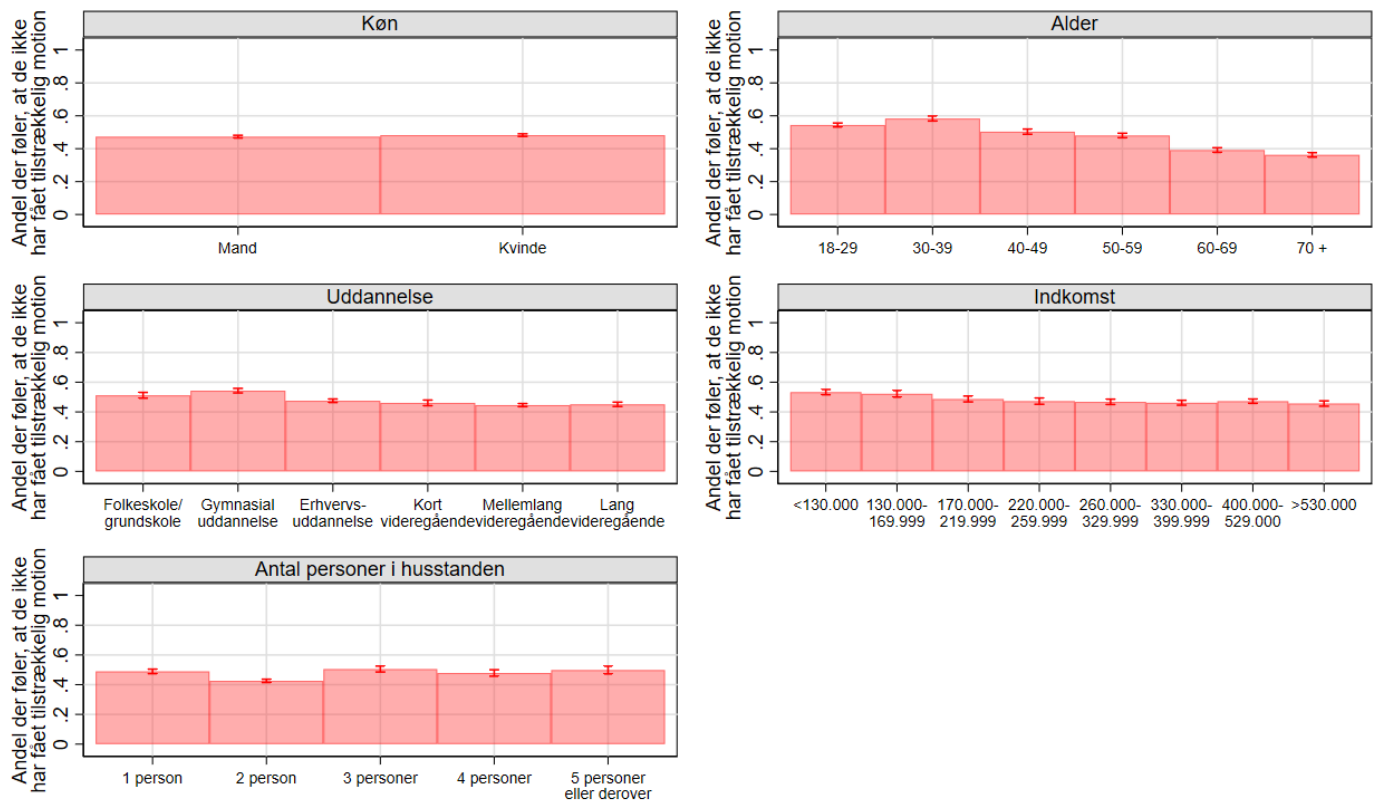 Køn
Andel der føler, at de ikke
har fået tilstrækkelig motion
1
.8
.6
.4
.2
0
Mand
Kvinde
Alder
Andel der føler, at de ikke
har fået tilstrækkelig motion
1
.8
.6
.4
.2
0
18-29
30-39
40-49
50-59
60-69
70 +
Uddannelse
Andel der føler, at de ikke
har fået tilstrækkelig motion
1
.8
.6
.4
.2
0
Folkeskole/
grundskole
Gymnasial
uddannelse
Erhvervs-
uddannelse
Kort
videregående
Mellemlang
videregående
Lang
videregående
Indkomst
Andel der føler, at de ikke
har fået tilstrækkelig motion
1
.8
.6
.4
.2
0
<130.000
130.000-
169.999
170.000-
219.999
220.000-
259.999
260.000-
329.999
330.000-
399.999
400.000-
529.000
>530.000
Antal personer i husstanden
Andel der føler, at de ikke
har fået tilstrækkelig motion
1
.8
.6
.4
.2
0
1 person
2 person
3 personer
4 personer
5 personer
eller derover